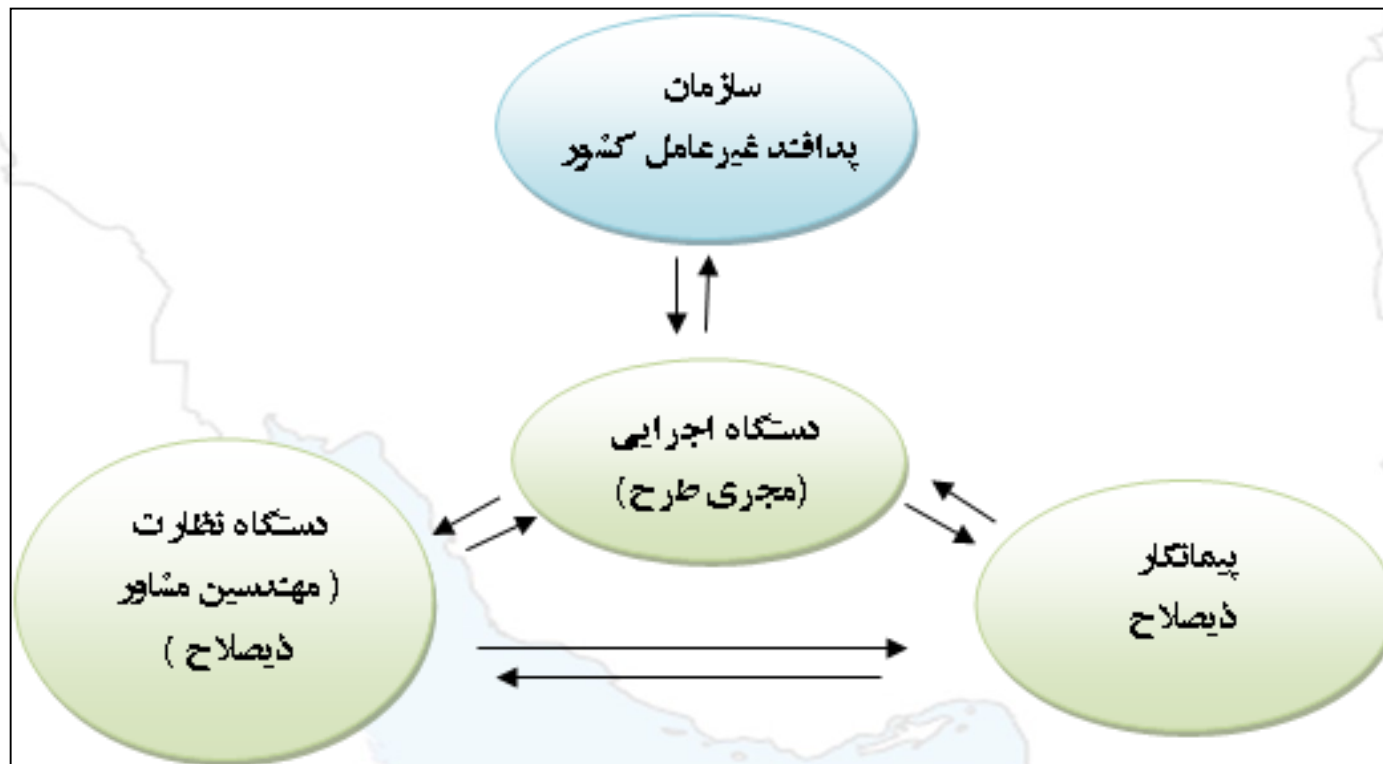 سازمان
پدافند غیرعامل کشور
دستگاه اجرایی
(مجری طرح)
دستگاه نظارت
( مهندسین مشاور
ذیصلاح )
پیمانکار
ذیصلاح